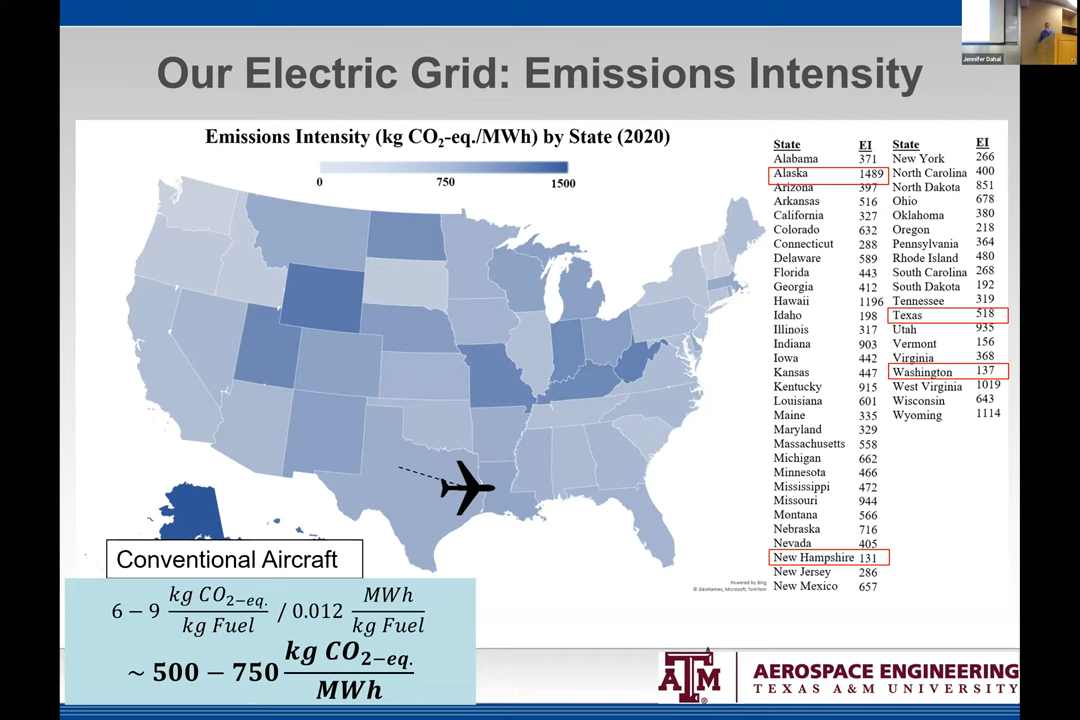 Jennifer Dahal
Our Electric Grid: Emissions Intensity
Emissions Intensity (kg CO2-eq./MWh) by State (2020)
0 750 1500
State EI State EI
Alabama 371 New York 266
Alaska 1489 North Carolina 400
Arizona 397 North Dakota 851
Arkansas 516 Ohio 678
California 327 Oklahoma 380
Colorado 632 Oregon 218
Connecticut 288 Pennsylvania 364
Delaware 589 Rhode Island 480
Florida 443 South Carolina 268
Georgia 412 South Dakota 192
Hawaii 1196 Tennessee 319
Idaho 198 Texas 518
Illinois 317 Utah 935
Indiana 903 Vermont 156
Iowa 442 Virginia 368
Kansas 447 Washington 137
Kentucky 915 West Virginia 1019
Louisiana 601 Wisconsin 643
Maine 335 Wyoming 1114
Maryland 329
Massachusetts 558
Michigan 662
Minnesota 466
Mississippi 472
Missouri 944
Montana 566
Nebraska 716
Nevada 405
New Hampshire 131
New Jersey 286
New Mexico 657
Powered by Bing
© GeoNames, Microsoft, TomTom
Conventional Aircraft
6 − 9 kg CO2−eq. / kg Fuel / 0.012 MWh / kg Fuel
~ 500 − 750 kg CO2−eq. / MWh
ATM
AEROSPACE ENGINEERING
TEXAS A&M UNIVERSITY